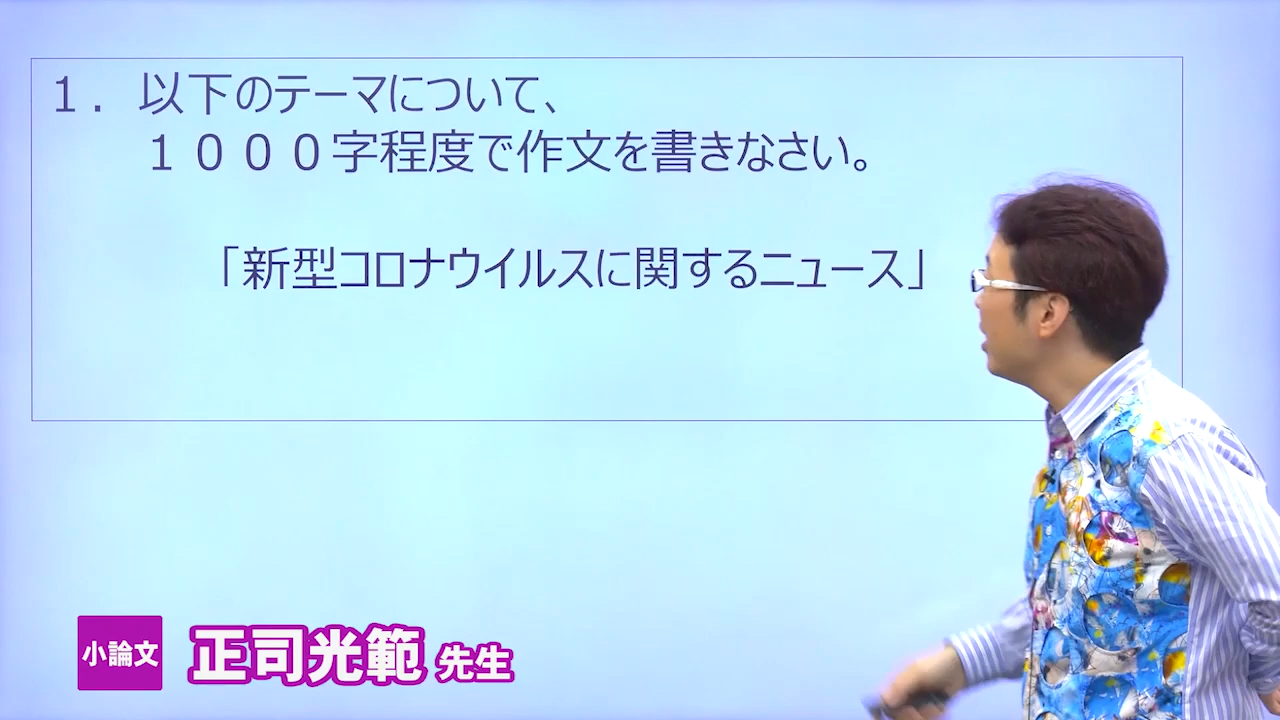 １．以下のテーマについて、
１０００字程度で作文を書きなさい。
「新型コロナウイルスに関するニュース」
小論文
正司光範 先生